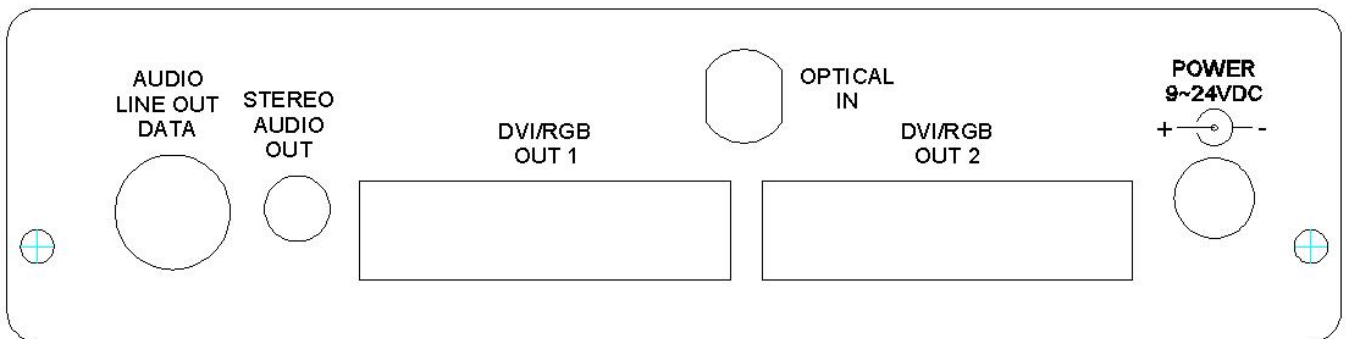 AUDIO
LINE OUT
DATA
STEREO
AUDIO
OUT
DVI/RGB
OUT 1
OPTICAL
IN
DVI/RGB
OUT 2
POWER
9~24VDC
+ -